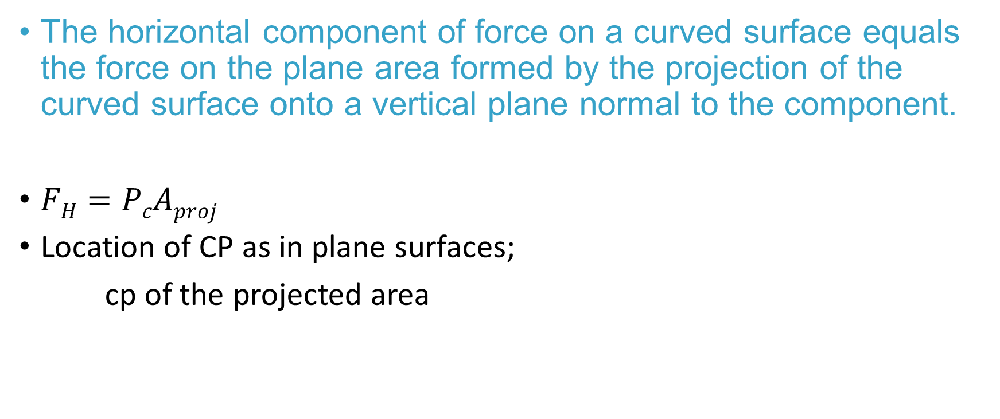 • The horizontal component of force on a curved surface equals
the force on the plane area formed by the projection of the
curved surface onto a vertical plane normal to the component.
• F_H = P_c A_proj
• Location of CP as in plane surfaces;
cp of the projected area